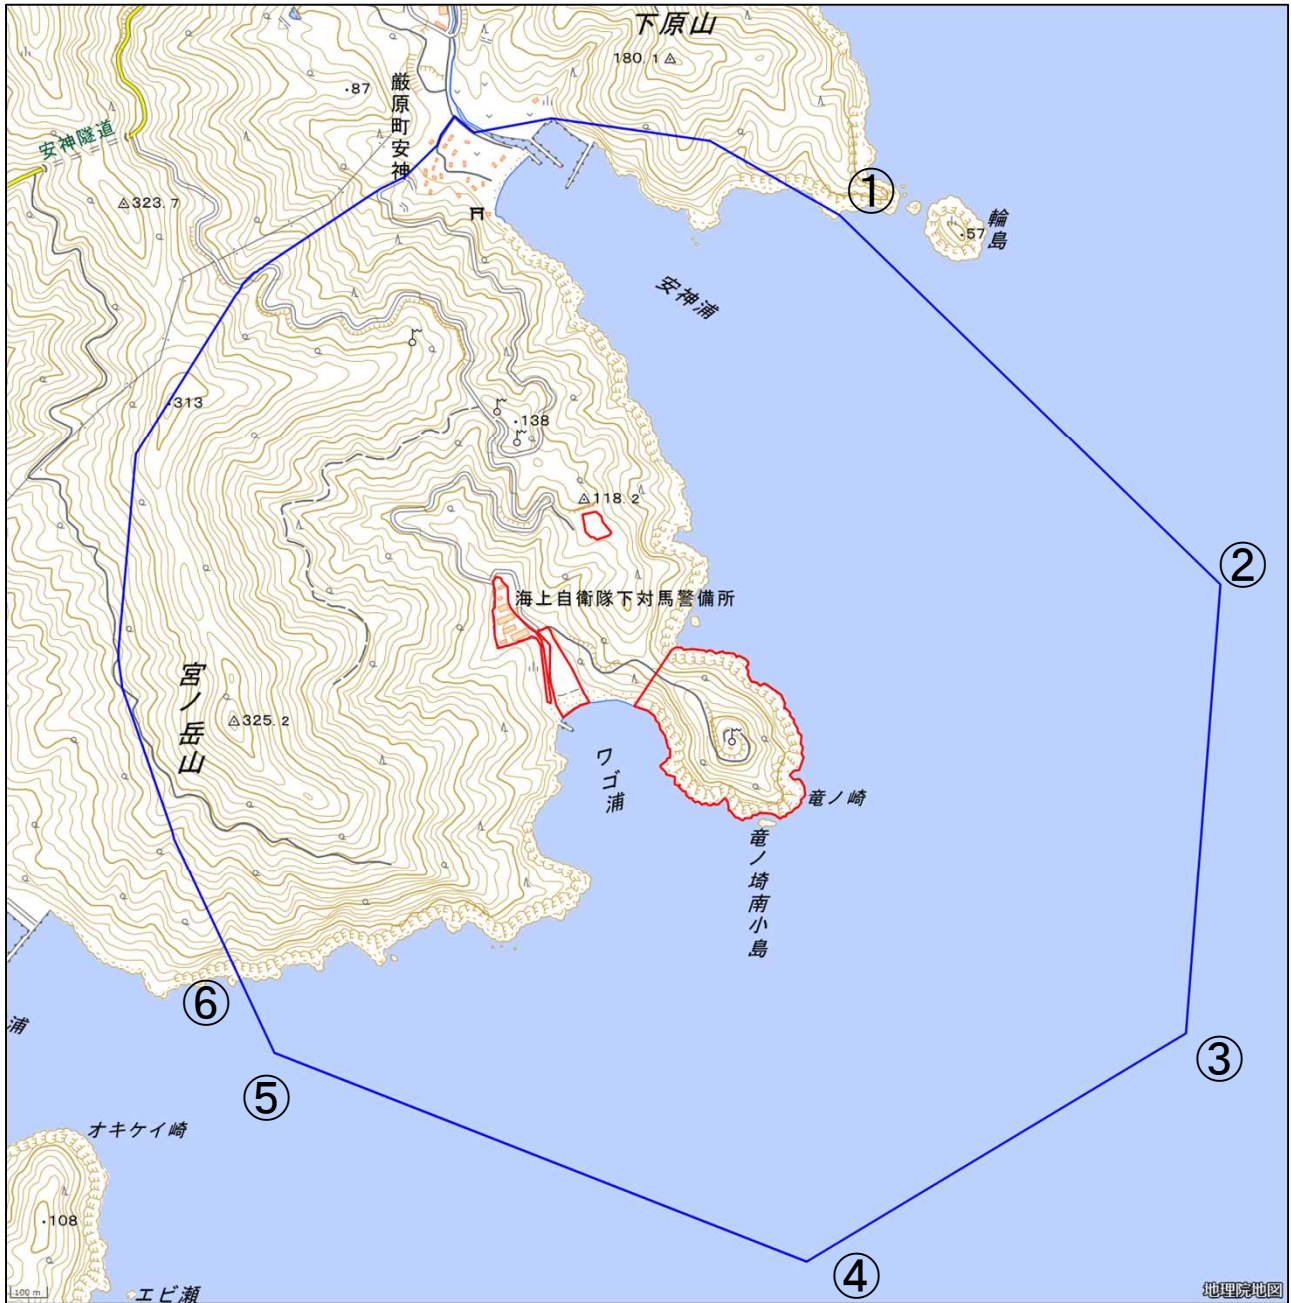 下原山
180.1
・87
厳原町安神
安神隧道
323.7
①
輪島
・57
安神浦
・313
・138
118.2
②
海上自衛隊下対馬警備所
宮ノ岳山
325.2
ワゴ浦
竜ノ崎
竜ノ埼南小島
⑥
浦
③
⑤
オキケイ崎
・108
④
100 m
エビ瀬
地理院地図